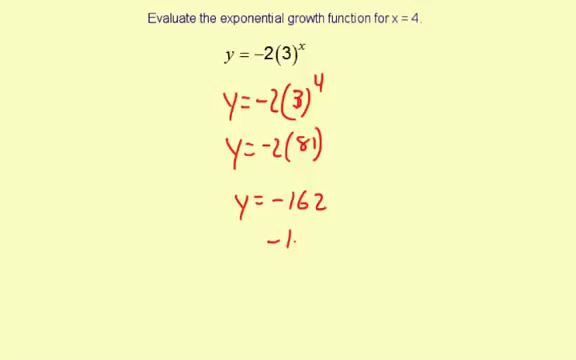 Evaluate the exponential growth function for x = 4.
y = −2(3)ˣ
y = -2(3)⁴
y = -2(81)
y = -162
-1